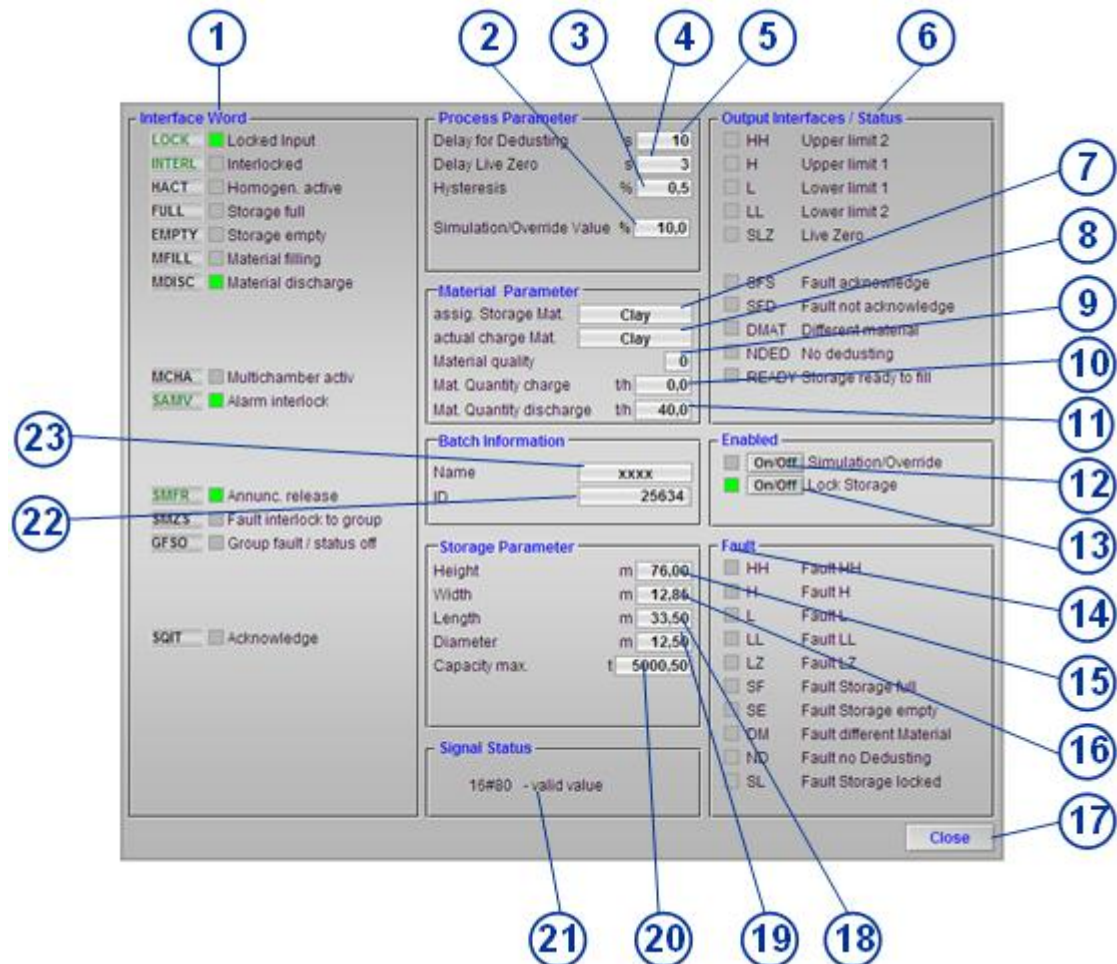 1
2
3
4
5
6
7
8
9
10
11
12
13
14
15
16
17
18
19
20
21
22
23
Interface Word
LOCK Locked Input
INTERL Interlocked
HACT Homogen. active
FULL Storage full
EMPTY Storage empty
MFILL Material filling
MDISC Material discharge
MCHA Multichamber activ
SAMV Alarm interlock
SMFR Annunc. release
SMZS Fault interlock to group
GFSO Group fault / status off
SQIT Acknowledge
Process Parameter
Delay for Dedusting s 10
Delay Live Zero s 3
Hysteresis % 0,5
Simulation/Override Value % 10,0
Material Parameter
assig. Storage Mat. Clay
actual charge Mat. Clay
Material quality 0
Mat. Quantity charge t/h 0,0
Mat. Quantity discharge t/h 40,0
Batch Information
Name xxxx
ID 25634
Storage Parameter
Height m 76,00
Width m 12,86
Length m 33,50
Diameter m 12,50
Capacity max. t 5000,50
Signal Status
16#80 - valid value
Output Interfaces / Status
HH Upper limit 2
H Upper limit 1
L Lower limit 1
LL Lower limit 2
SLZ Live Zero
SFS Fault acknowledge
SFD Fault not acknowledge
DMAT Different material
NDED No dedusting
READY Storage ready to fill
Enabled
On/Off Simulation/Override
On/Off Lock Storage
Fault
HH Fault HH
H Fault H
L Fault L
LL Fault LL
LZ Fault LZ
SF Fault Storage full
SE Fault Storage empty
DM Fault different Material
ND Fault no Dedusting
SL Fault Storage locked
Close